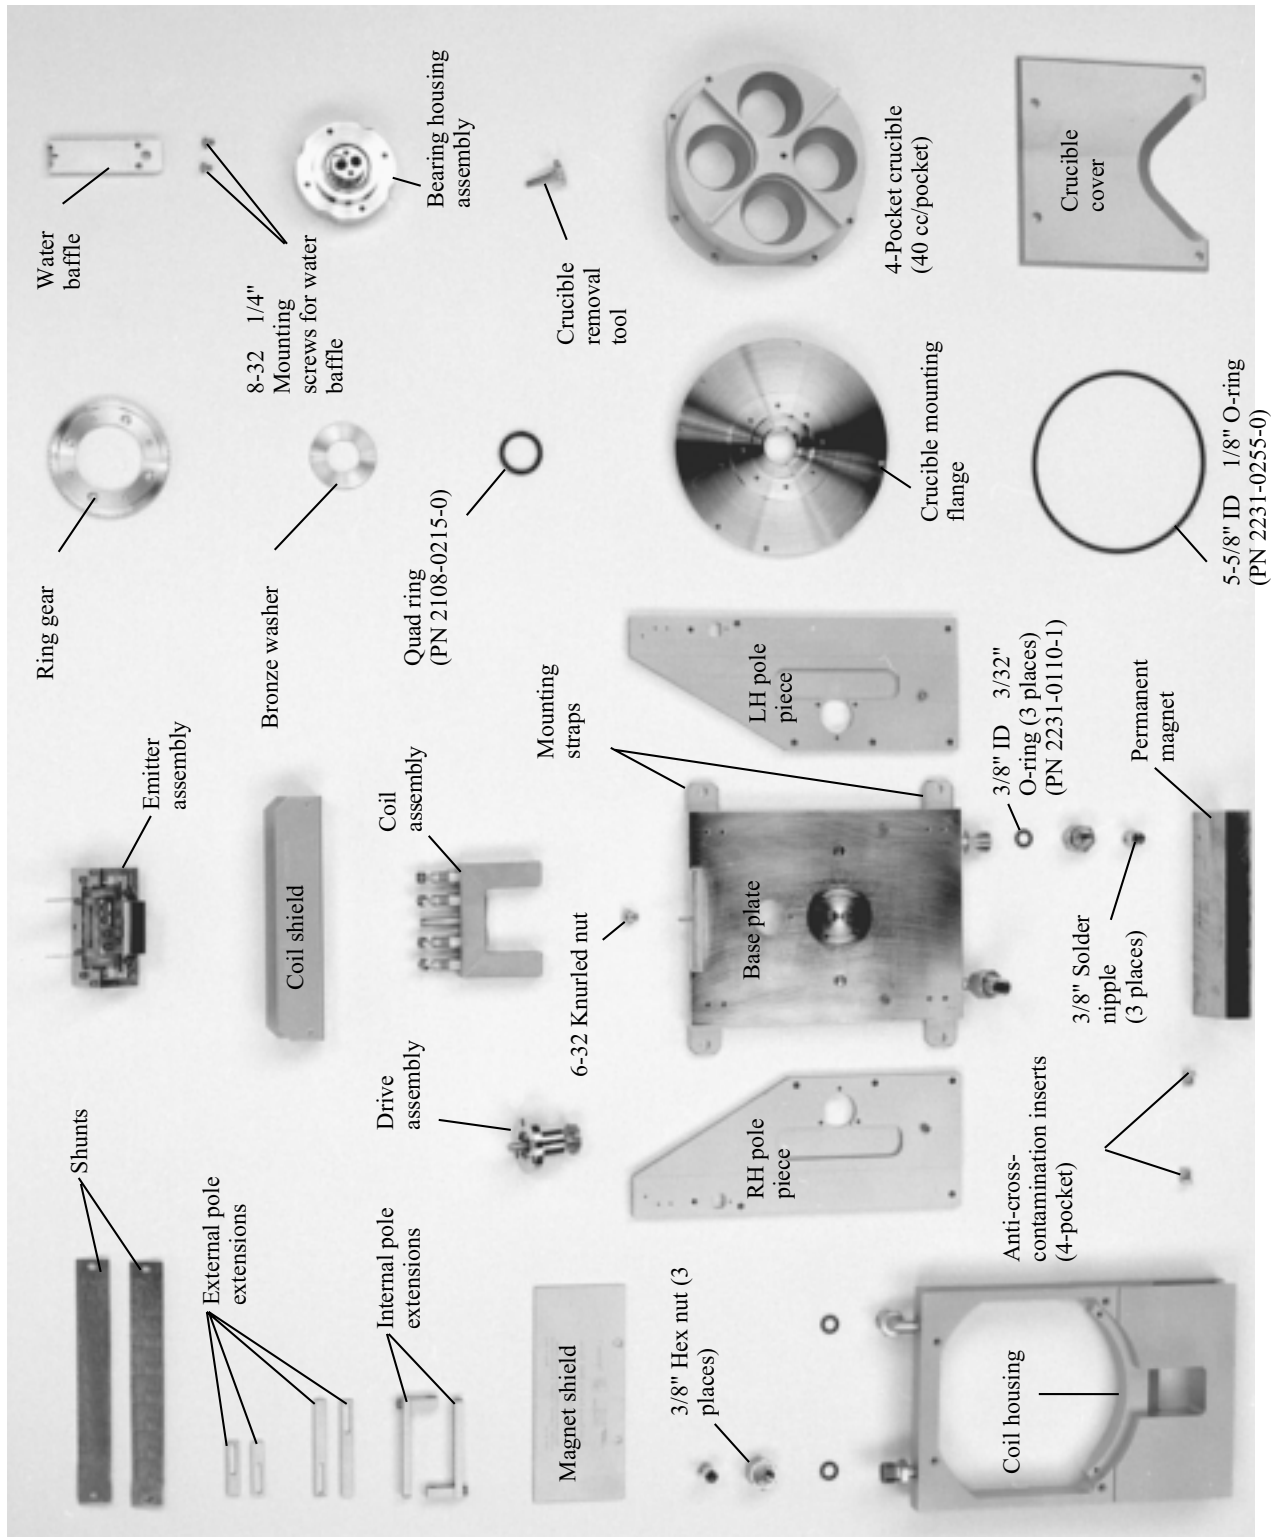 Shunts
External pole
extensions
Internal pole
extensions
Magnet shield
3/8" Hex nut (3
places)
Coil housing
Emitter
assembly
Coil shield
Coil
assembly
Drive
assembly
6-32 Knurled nut
RH pole
piece
Base plate
Mounting
straps
LH pole
piece
3/8" ID 3/32"
O-ring (3 places)
(PN 2231-0110-1)
3/8" Solder
nipple
(3 places)
Permanent
magnet
Anti-cross-
contamination inserts
(4-pocket)
Ring gear
Bronze washer
Quad ring
(PN 2108-0215-0)
Crucible mounting
flange
5-5/8" ID 1/8" O-ring
(PN 2231-0255-0)
Water
baffle
8-32 1/4"
Mounting
screws for water
baffle
Bearing housing
assembly
Crucible
removal
tool
4-Pocket crucible
(40 cc/pocket)
Crucible
cover